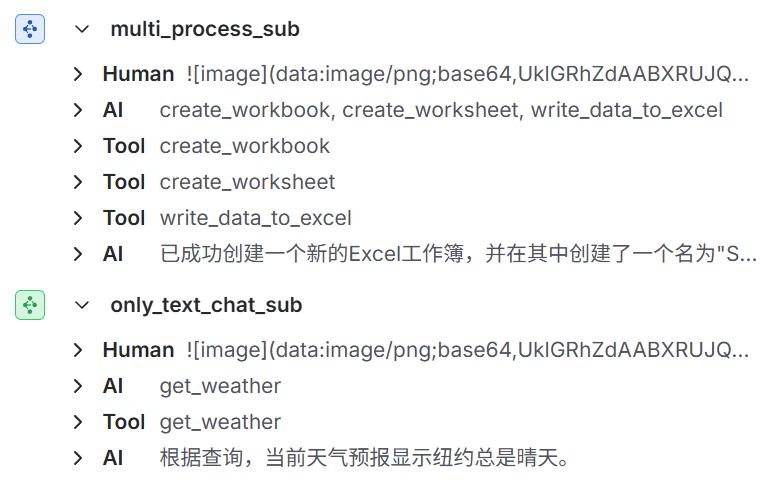 multi_process_sub
Human ![image](data:image/png;base64,UklGRhZdAABXRUJQ...
AI create_workbook, create_worksheet, write_data_to_excel
Tool create_workbook
Tool create_worksheet
Tool write_data_to_excel
AI 已成功创建一个新的Excel工作簿，并在其中创建了一个名为"S...
only_text_chat_sub
Human ![image](data:image/png;base64,UklGRhZdAABXRUJQ...
AI get_weather
Tool get_weather
AI 根据查询，当前天气预报显示纽约总是晴天。